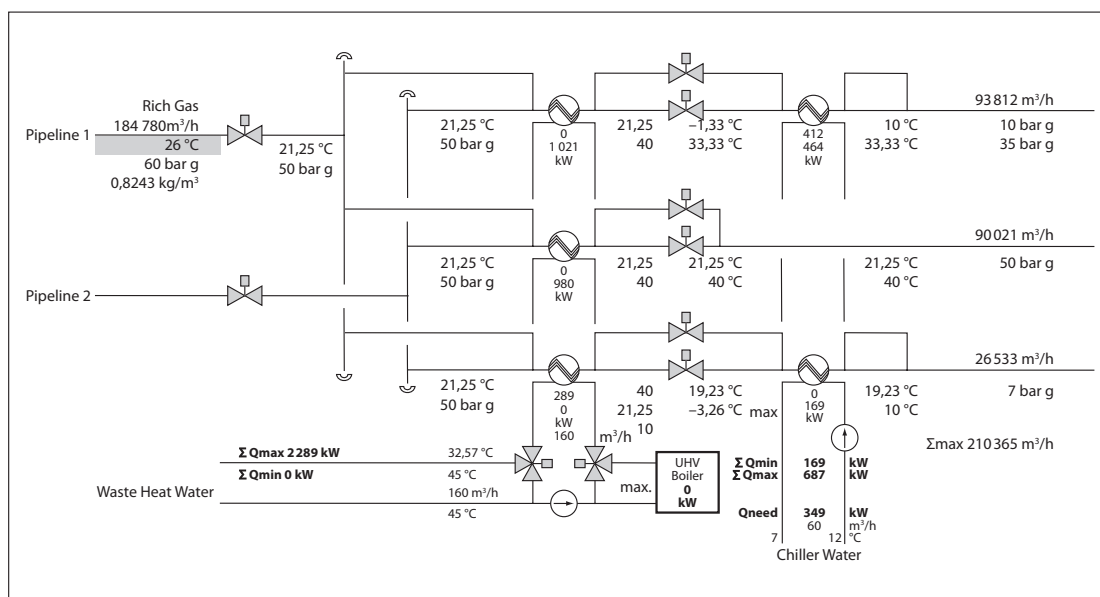 Rich Gas
184 780m³/h
Pipeline 1
26 °C
60 bar g
0,8243 kg/m³
21,25 °C
50 bar g
21,25 °C
50 bar g
0
1 021
kW
21,25
40
–1,33 °C
33,33 °C
412
464
kW
10 °C
33,33 °C
93 812 m³/h
10 bar g
35 bar g
21,25 °C
50 bar g
0
980
kW
21,25
40
21,25 °C
40 °C
21,25 °C
40 °C
90 021 m³/h
50 bar g
Pipeline 2
21,25 °C
50 bar g
289
0
kW
160
m³/h
40
21,25
10
19,23 °C
–3,26 °C
max
0
169
kW
19,23 °C
10 °C
26 533 m³/h
7 bar g
Σmax 210 365 m³/h
Σ Qmax 2 289 kW
32,57 °C
Σ Qmin 0 kW
45 °C
Waste Heat Water
160 m³/h
45 °C
max.
UHV
Boiler
0
kW
Σ Qmin 169 kW
Σ Qmax 687 kW
Qneed 349 kW
60 m³/h
7 12 °C
Chiller Water